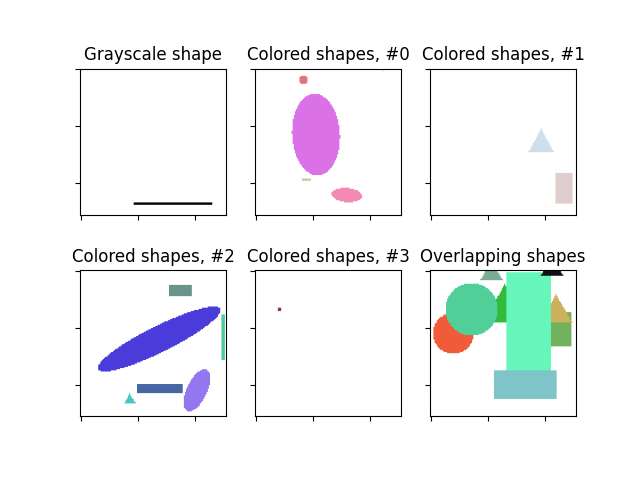 Grayscale shape
Colored shapes, #0
Colored shapes, #1
Colored shapes, #2
Colored shapes, #3
Overlapping shapes